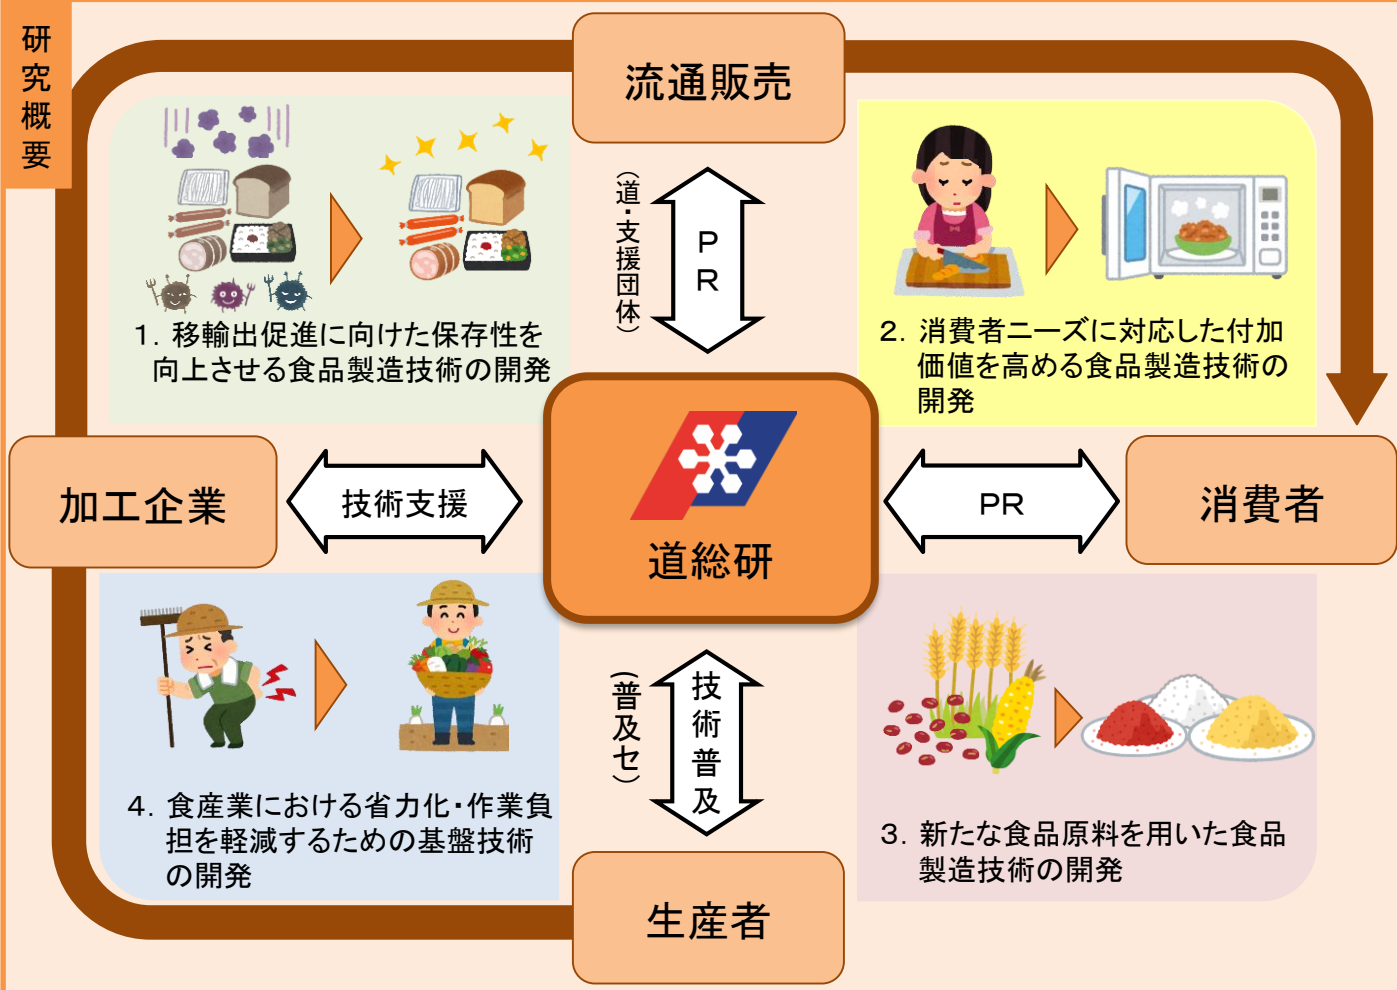 研究概要
流通販売
(道・支援団体)
PR
1. 移輸出促進に向けた保存性を
向上させる食品製造技術の開発
2. 消費者ニーズに対応した付加
価値を高める食品製造技術の
開発
加工企業
技術支援
道総研
PR
消費者
4. 食産業における省力化・作業負
担を軽減するための基盤技術
の開発
(普及セ)
技術普及
3. 新たな食品原料を用いた食品
製造技術の開発
生産者